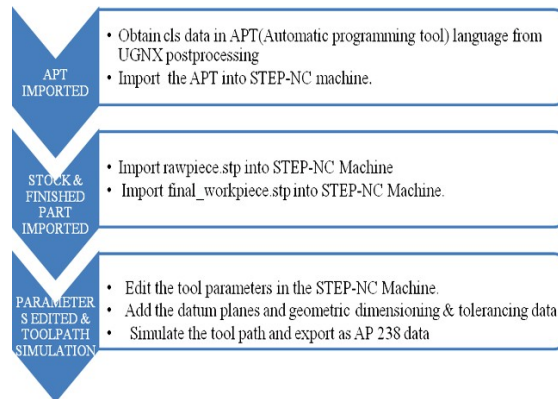 • Obtain cls data in APT(Automatic programming tool) language from
UGNX postprocessing
• Import the APT into STEP-NC machine.
APT
IMPORTED
• Import rawpiece.stp into STEP-NC Machine
• Import final_workpiece.stp into STEP-NC Machine.
STOCK &
FINISHED
PART
IMPORTED
• Edit the tool parameters in the STEP-NC Machine.
• Add the datum planes and geometric dimensioning & tolerancing data
• Simulate the tool path and export as AP 238 data
PARAMETER
S EDITED &
TOOLPATH
SIMULATION